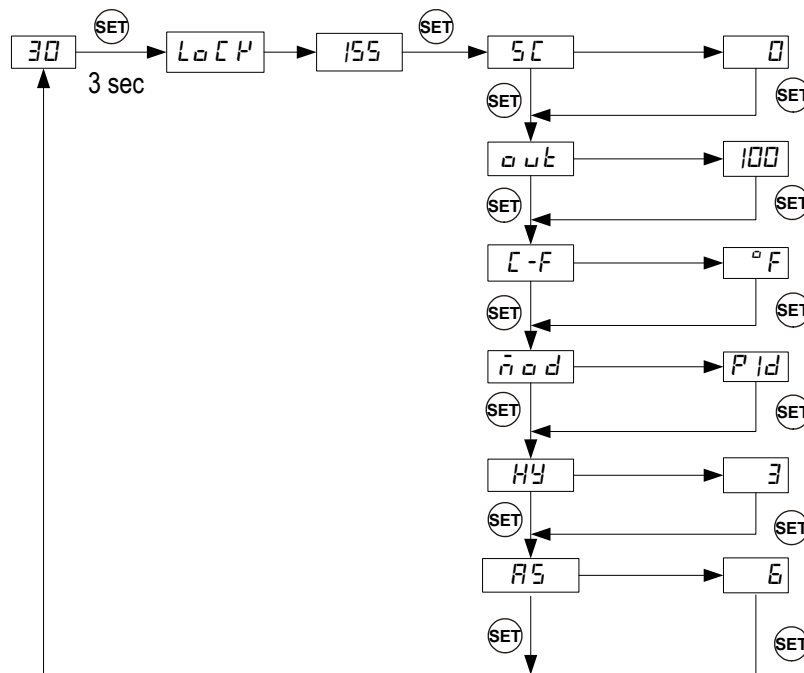 SET SET
30 LoCK 155 SC 0
3 sec
SET SET
out 100
SET SET
C-F °F
SET SET
mod PId
SET SET
HY 3
SET SET
AS 6
SET SET